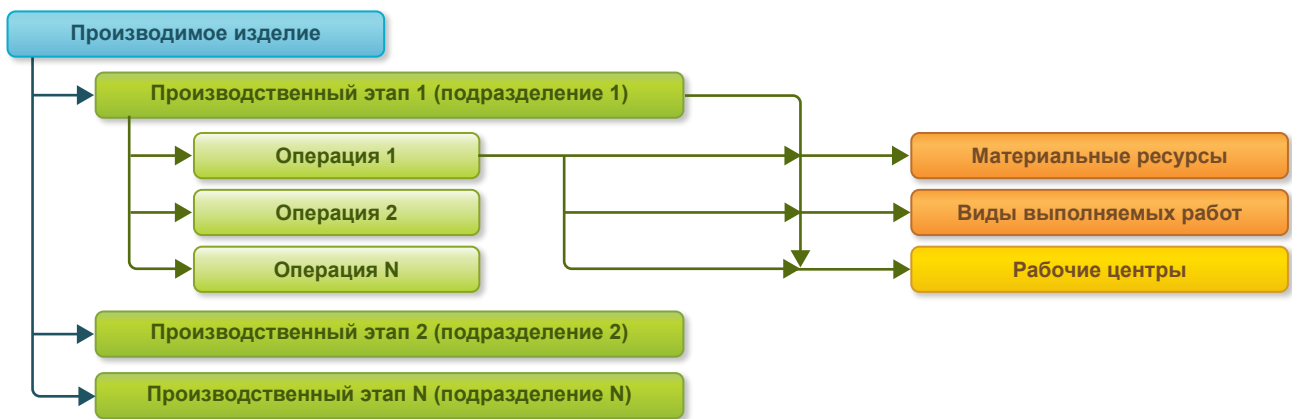 Производимое изделие
Производственный этап 1 (подразделение 1)
Операция 1
Материальные ресурсы
Операция 2
Виды выполняемых работ
Операция N
Рабочие центры
Производственный этап 2 (подразделение 2)
Производственный этап N (подразделение N)